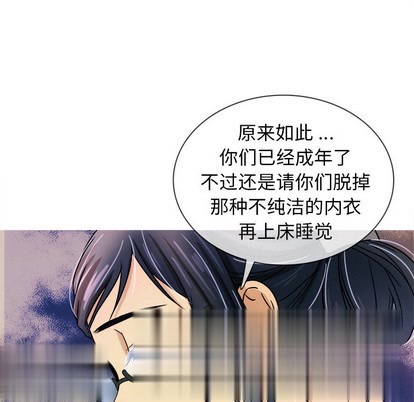 原来如此 ...
你们已经成年了
不过还是请你们脱掉
那种不纯洁的内衣
再上床睡觉